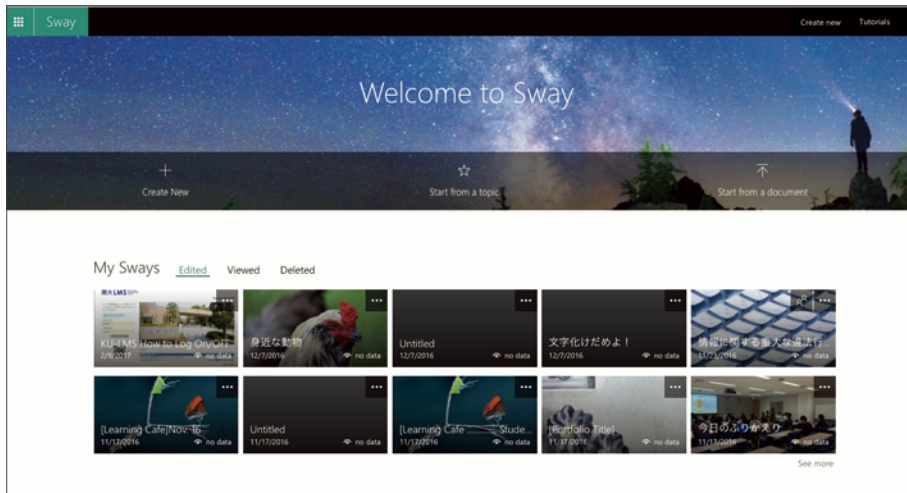 Sway
Create new
Tutorials
Welcome to Sway
Create New
Start from a topic
Start from a document
My Sways
Edited
Viewed
Deleted
関大LMS
KU-LMS How to Log On/OFF
2/9/2017
no data
身近な動物
12/7/2016
no data
Untitled
12/7/2016
no data
文字化けだめよ！
12/7/2016
no data
情報に関する重大な違法行...
11/23/2016
no data
[Learning Cafe]Nov. 16
11/17/2016
no data
Untitled
11/17/2016
no data
[Learning Cafe Stude...
11/17/2016
no data
[Portfolio Title]
11/17/2016
no data
今日のふりかえり
11/17/2016
no data
See more